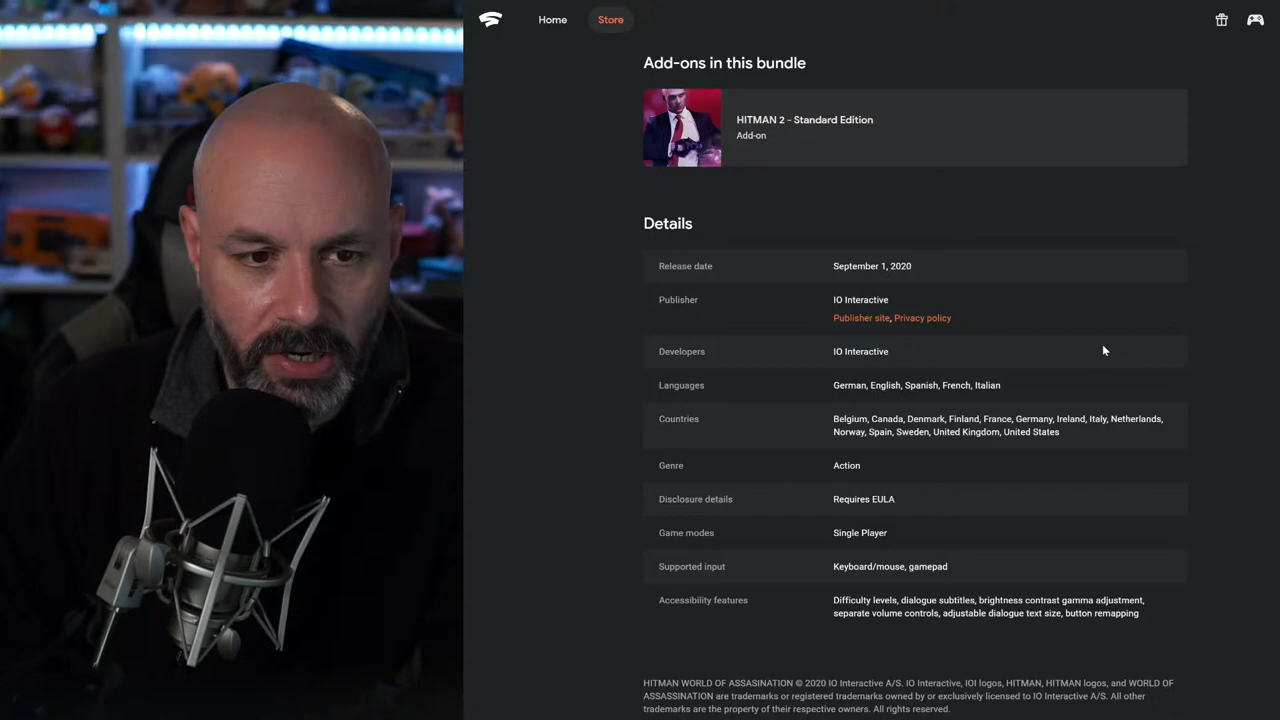 Home
Store
Add-ons in this bundle
HITMAN 2 - Standard Edition
Add-on
Details
Release date
September 1, 2020
Publisher
IO Interactive
Publisher site, Privacy policy
Developers
IO Interactive
Languages
German, English, Spanish, French, Italian
Countries
Belgium, Canada, Denmark, Finland, France, Germany, Ireland, Italy, Netherlands,
Norway, Spain, Sweden, United Kingdom, United States
Genre
Action
Disclosure details
Requires EULA
Game modes
Single Player
Supported input
Keyboard/mouse, gamepad
Accessibility features
Difficulty levels, dialogue subtitles, brightness contrast gamma adjustment,
separate volume controls, adjustable dialogue text size, button remapping
HITMAN WORLD OF ASSASINATION © 2020 IO Interactive A/S. IO Interactive, IOI logos, HITMAN, HITMAN logos, and WORLD OF
ASSASSINATION are trademarks or registered trademarks owned by or exclusively licensed to IO Interactive A/S. All other
trademarks are the property of their respective owners. All rights reserved.